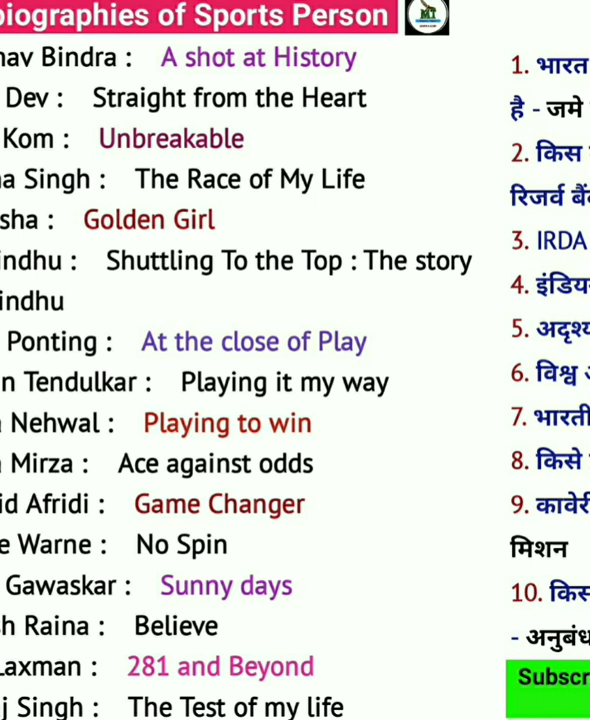 biographies of Sports Person
MT
nav Bindra : A shot at History
Dev : Straight from the Heart
Kom : Unbreakable
a Singh : The Race of My Life
sha : Golden Girl
indhu : Shuttling To the Top : The story
indhu
Ponting : At the close of Play
n Tendulkar : Playing it my way
Nehwal : Playing to win
Mirza : Ace against odds
id Afridi : Game Changer
e Warne : No Spin
Gawaskar : Sunny days
h Raina : Believe
Laxman : 281 and Beyond
j Singh : The Test of my life
1. भारत
है - जमे
2. किस
रिजर्व बैं
3. IRDA
4. इंडिय
5. अदृश्य
6. विश्व
7. भारती
8. किसे
9. कावेरी
मिशन
10. किस
- अनुबंध
Subscr